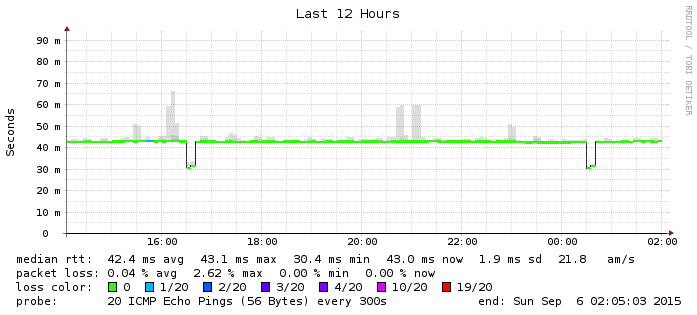 Last 12 Hours
RRDTOOL / TOBI OETIKER
Seconds
90 m
80 m
70 m
60 m
50 m
40 m
30 m
20 m
10 m
0
16:00 18:00 20:00 22:00 00:00 02:00
median rtt: 42.4 ms avg 43.1 ms max 30.4 ms min 43.0 ms now 1.9 ms sd 21.8 am/s
packet loss: 0.04 % avg 2.62 % max 0.00 % min 0.00 % now
loss color: 0 1/20 2/20 3/20 4/20 10/20 19/20
probe: 20 ICMP Echo Pings (56 Bytes) every 300s end: Sun Sep 6 02:05:03 2015